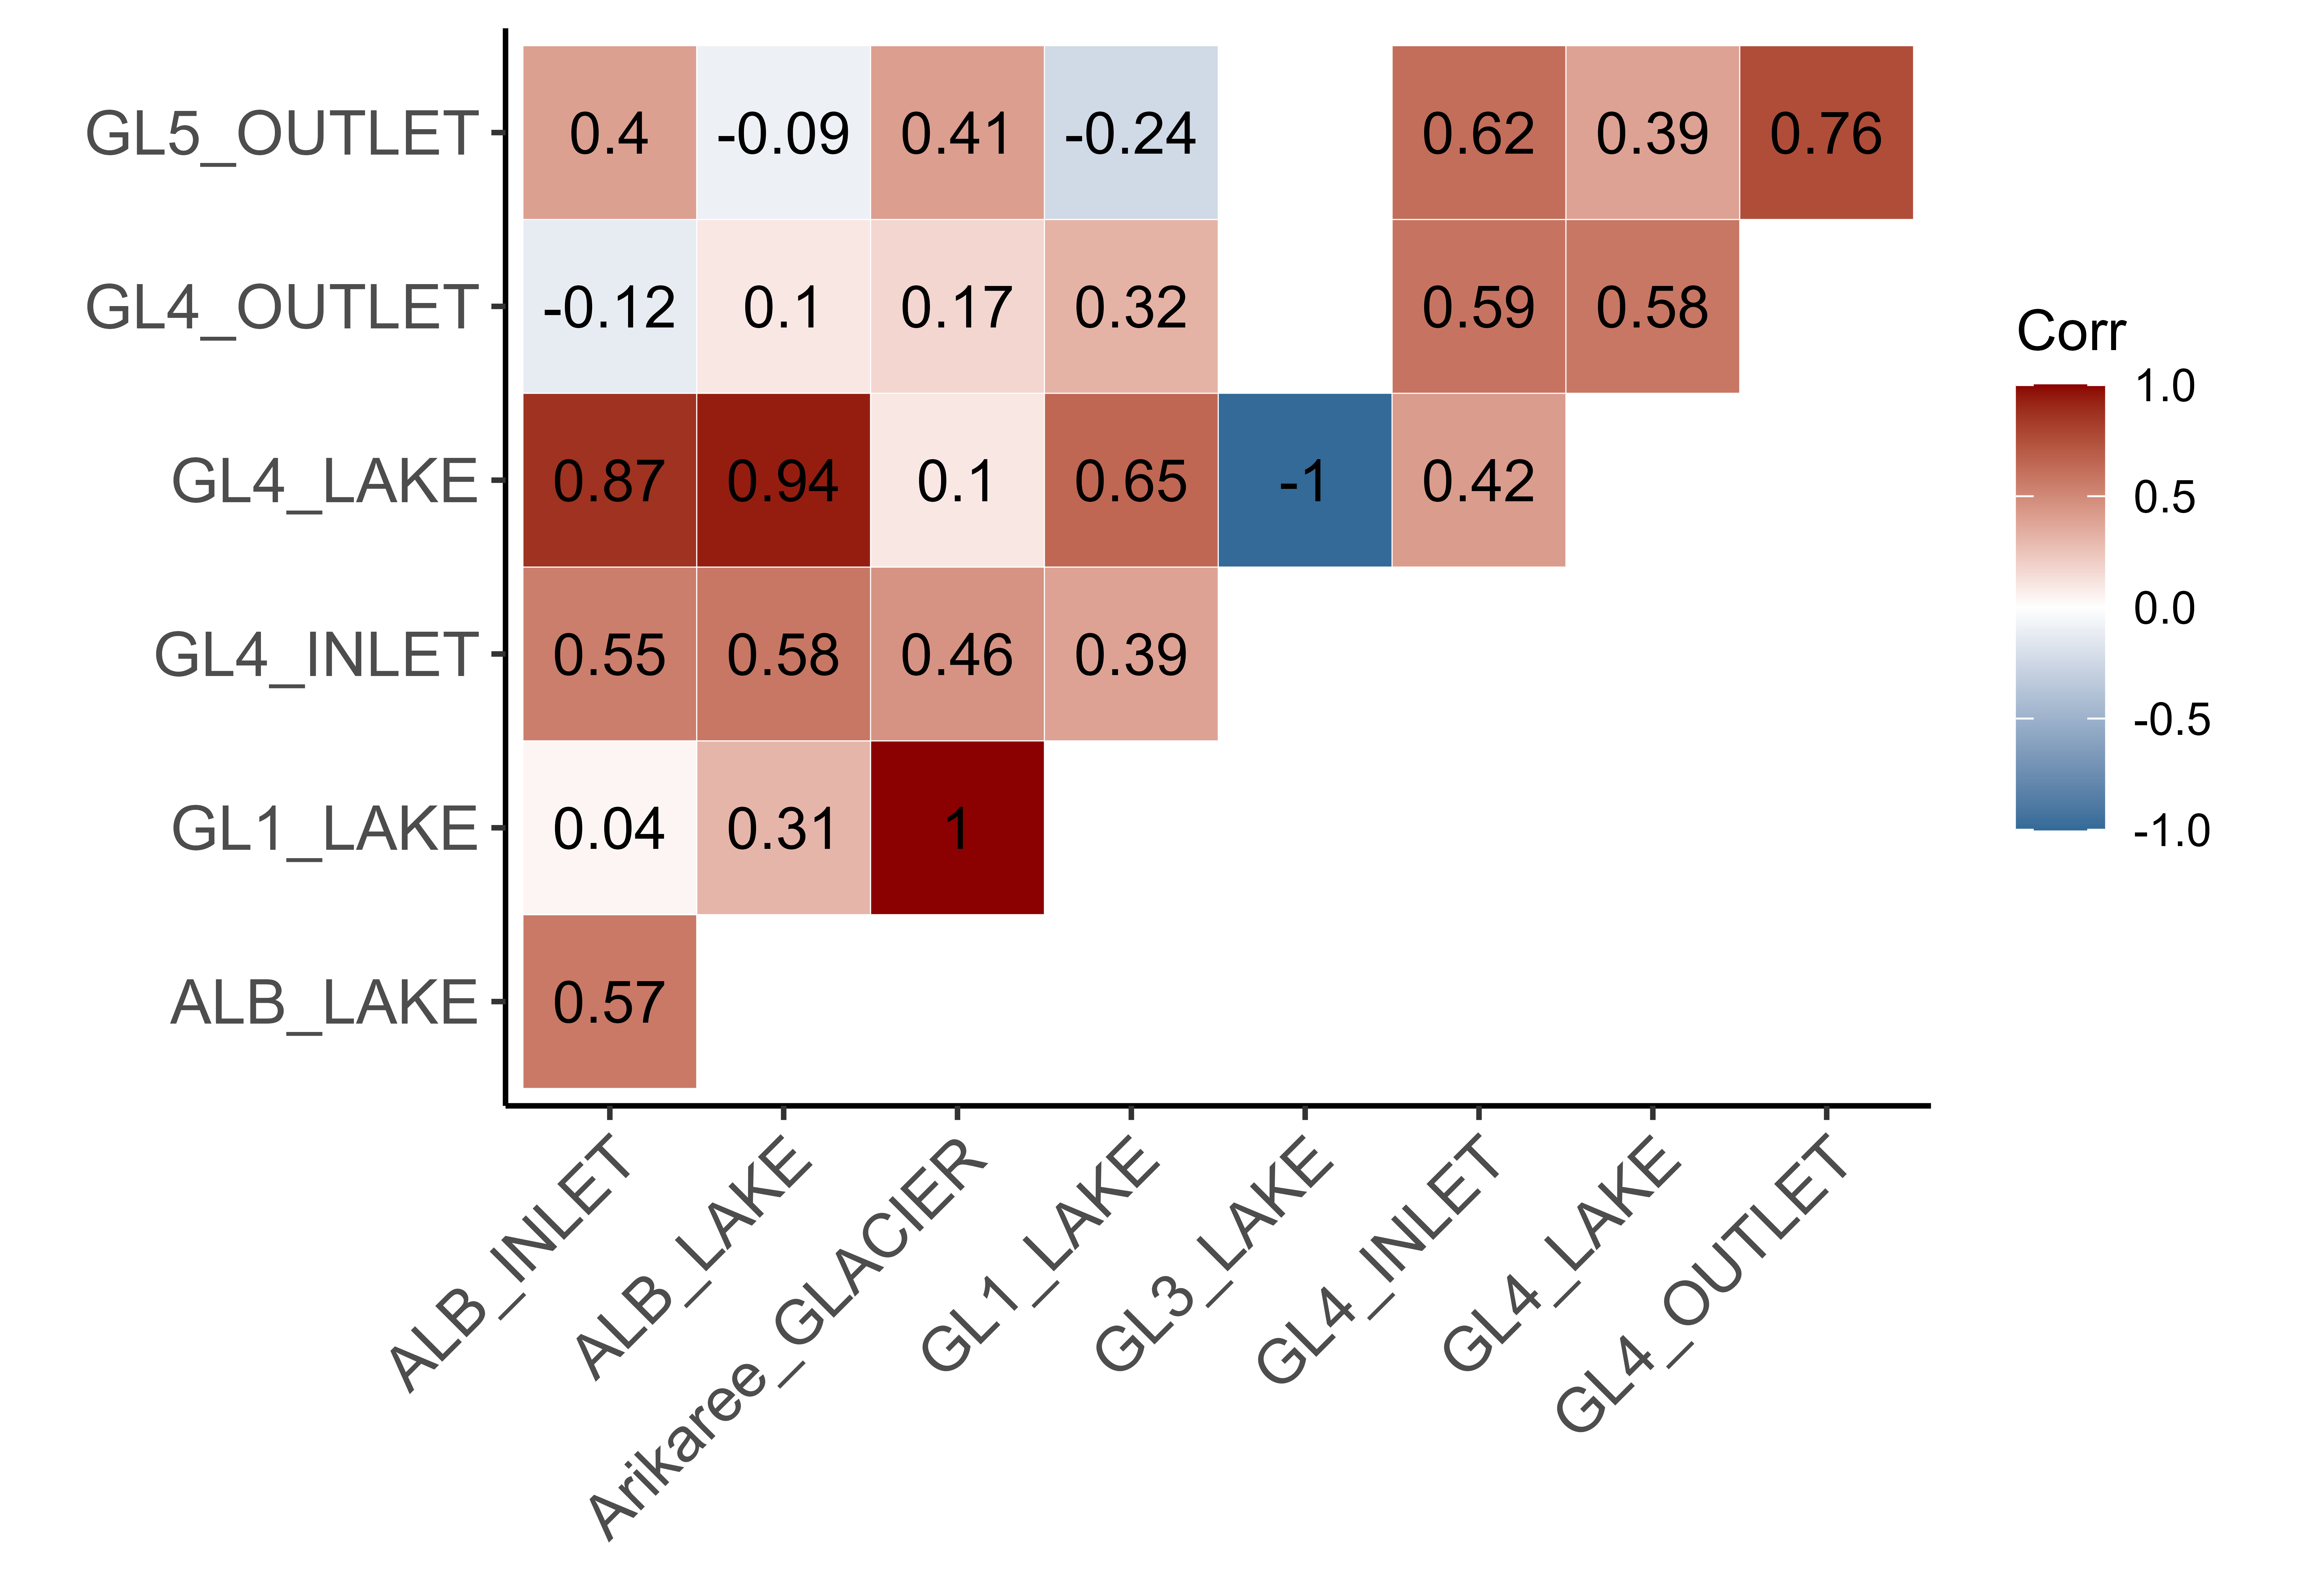 GL5_OUTLET 0.4 -0.09 0.41 -0.24 0.62 0.39 0.76
GL4_OUTLET -0.12 0.1 0.17 0.32 0.59 0.58
GL4_LAKE 0.87 0.94 0.1 0.65 -1 0.42
GL4_INLET 0.55 0.58 0.46 0.39
GL1_LAKE 0.04 0.31 1
ALB_LAKE 0.57
ALB_INLET
ALB_LAKE
Arikaree_GLACIER
GL1_LAKE
GL3_LAKE
GL4_INLET
GL4_LAKE
GL4_OUTLET
Corr
1.0
0.5
0.0
-0.5
-1.0